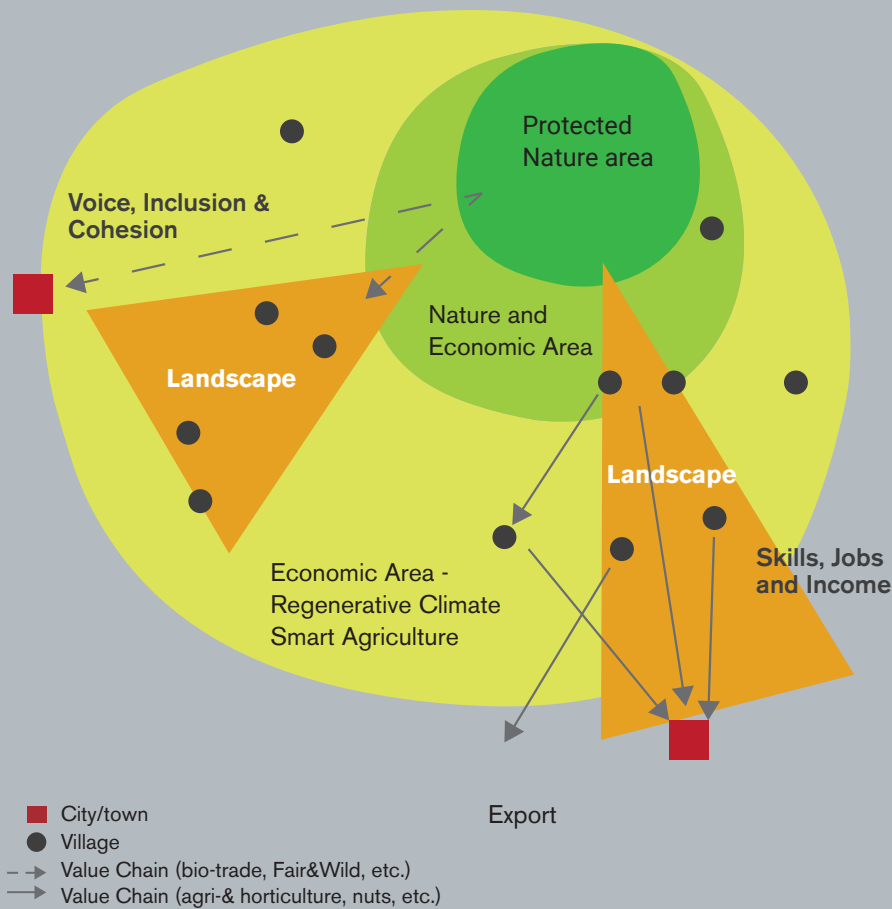 Protected
Nature area
Voice, Inclusion &
Cohesion
Nature and
Economic Area
Landscape
Landscape
Skills, Jobs
and Income
Economic Area -
Regenerative Climate
Smart Agriculture
Export
City/town
Village
Value Chain (bio-trade, Fair&Wild, etc.)
Value Chain (agri-& horticulture, nuts, etc.)